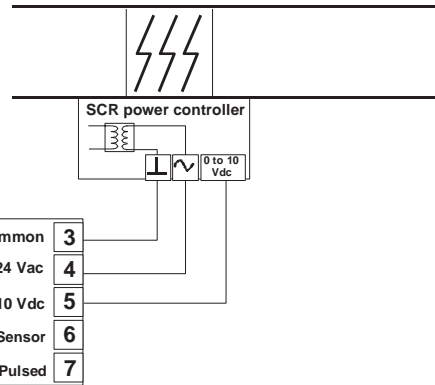 SCR power controller
0 to 10
Vdc
mmon 3
24 Vac 4
10 Vdc 5
Sensor 6
Pulsed 7